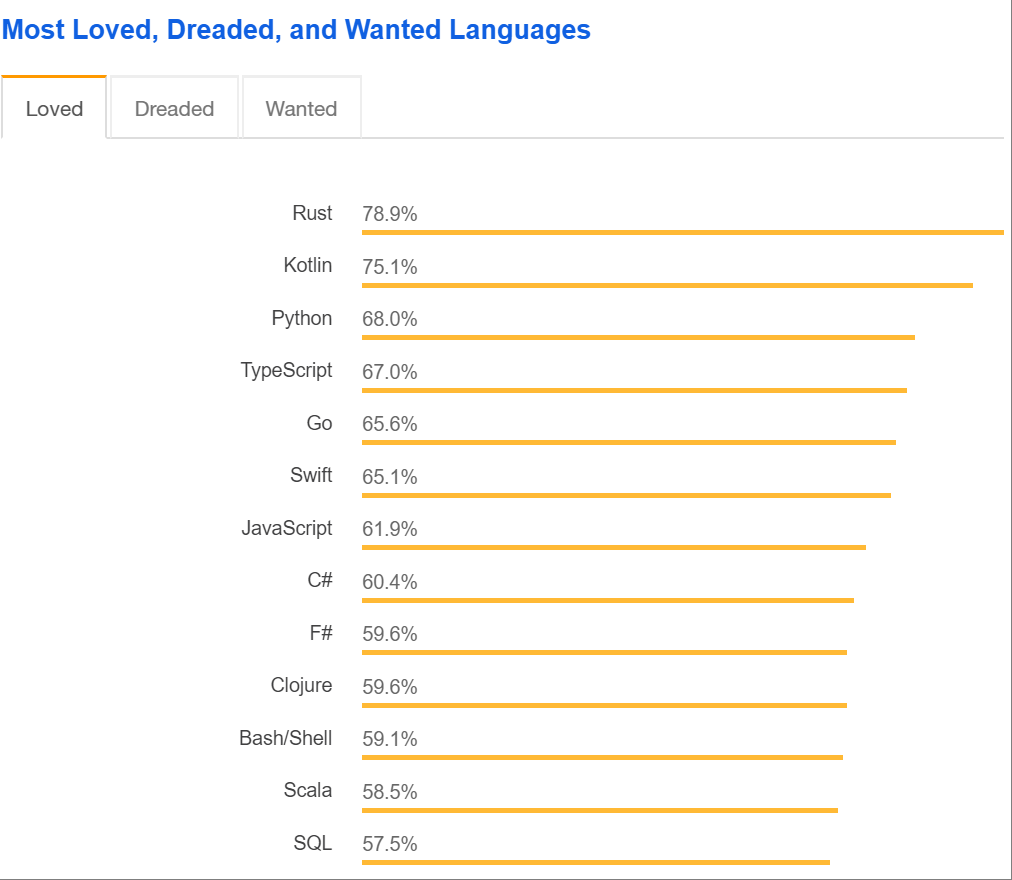 Most Loved, Dreaded, and Wanted Languages
Loved Dreaded Wanted
Rust 78.9%
Kotlin 75.1%
Python 68.0%
TypeScript 67.0%
Go 65.6%
Swift 65.1%
JavaScript 61.9%
C# 60.4%
F# 59.6%
Clojure 59.6%
Bash/Shell 59.1%
Scala 58.5%
SQL 57.5%